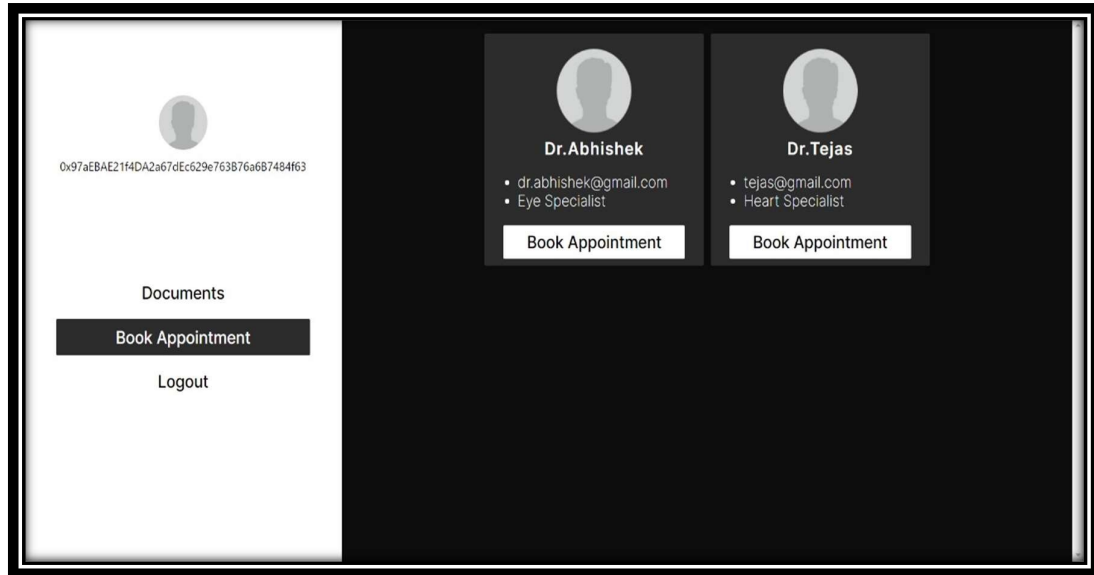 0x97aEBAE21f4DA2a67dEc629e763B76a6B7484f63
Documents
Book Appointment
Logout
Dr.Abhishek
• dr.abhishek@gmail.com
• Eye Specialist
Book Appointment
Dr.Tejas
• tejas@gmail.com
• Heart Specialist
Book Appointment